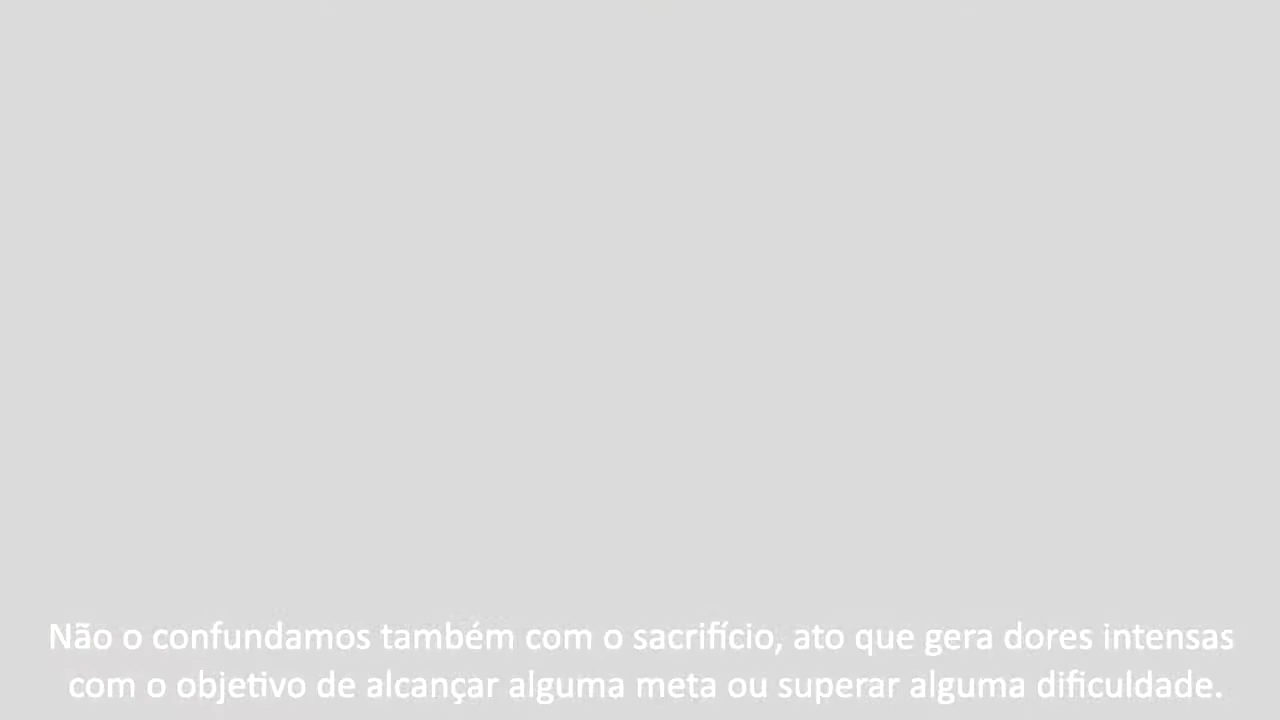 Não o confundamos também com o sacrifício, ato que gera dores intensas
com o objetivo de alcançar alguma meta ou superar alguma dificuldade.